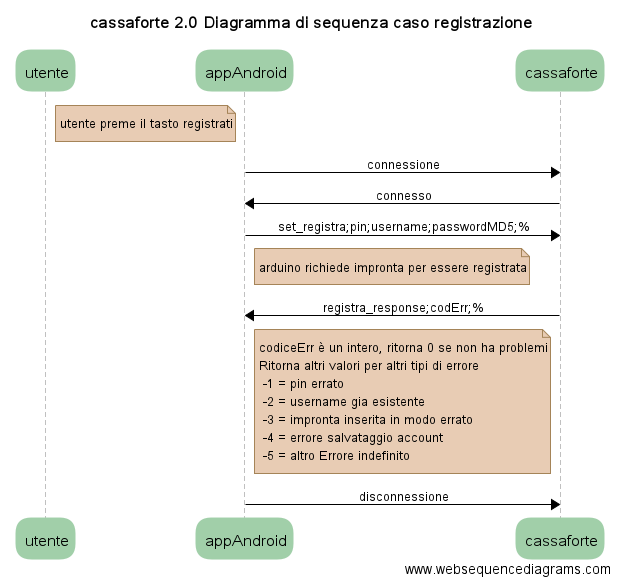 cassaforte 2.0 Diagramma di sequenza caso registrazione
utente appAndroid cassaforte
utente preme il tasto registrati
connessione
connesso
set_registra;pin;username;passwordMD5;%
arduino richiede impronta per essere registrata
registra_response;codErr;%
codiceErr è un intero, ritorna 0 se non ha problemi
Ritorna altri valori per altri tipi di errore
-1 = pin errato
-2 = username gia esistente
-3 = impronta inserita in modo errato
-4 = errore salvataggio account
-5 = altro Errore indefinito
disconnessione
utente appAndroid cassaforte
www.websequencediagrams.com